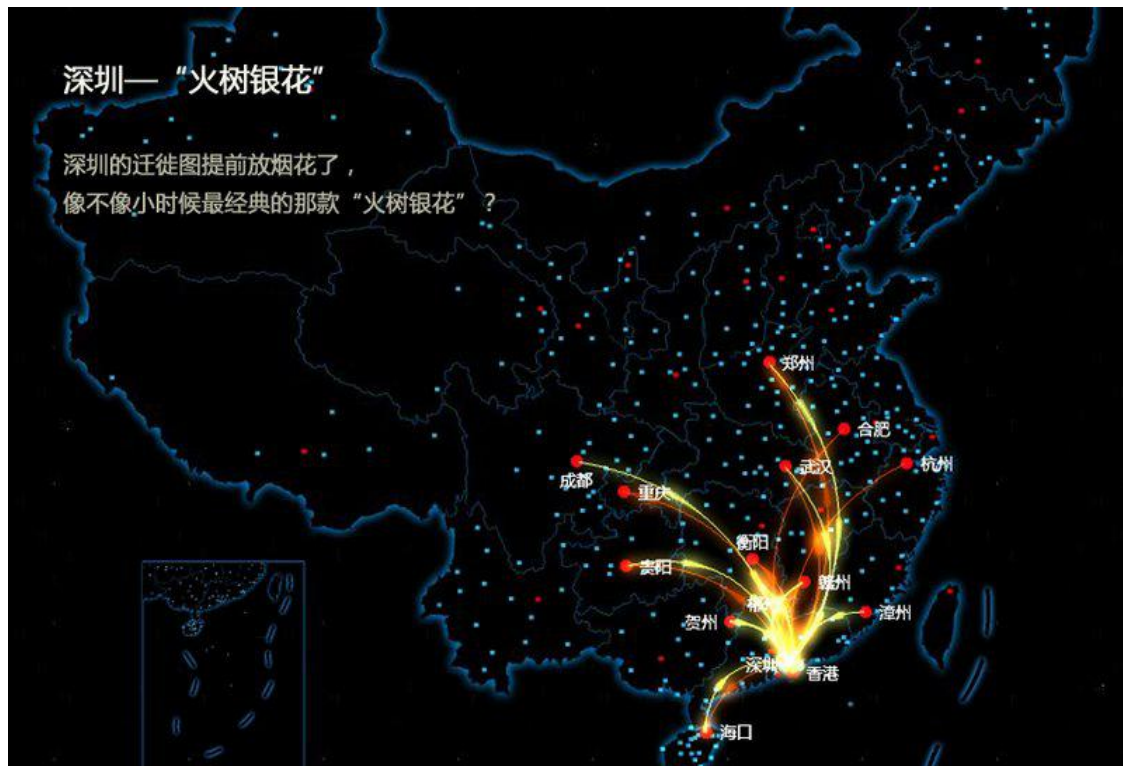 深圳—“火树银花”
深圳的迁徙图提前放烟花了，
像不像小时候最经典的那款“火树银花”？
郑州
合肥
武汉
杭州
成都
重庆
衡阳
贵阳
赣州
郴州
漳州
贺州
深圳
香港
海口